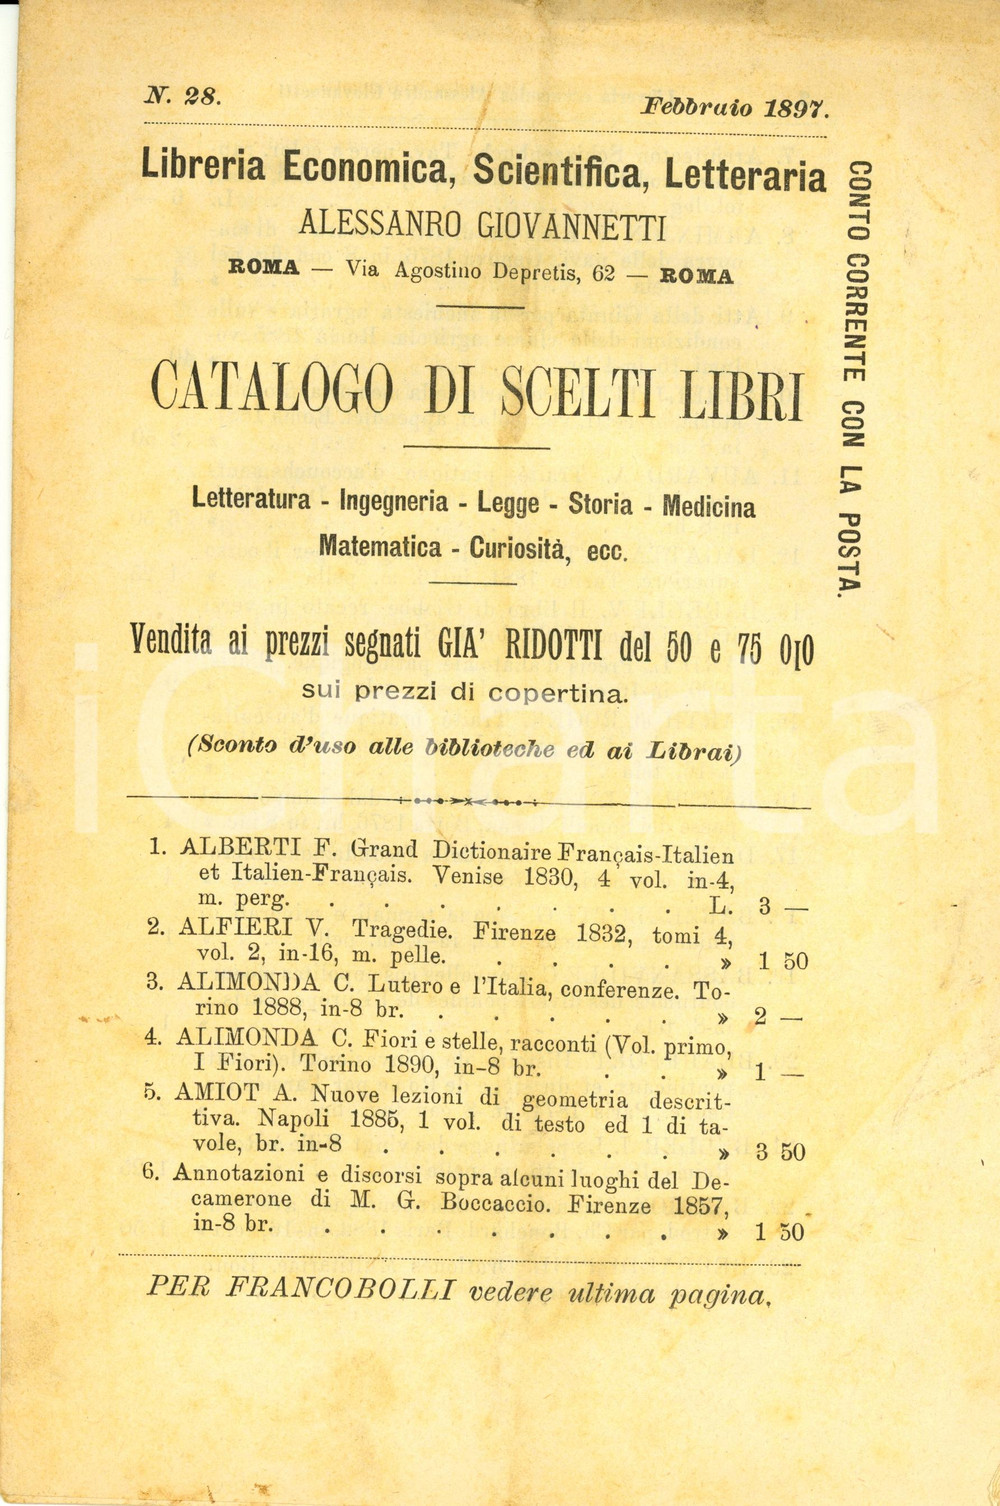 N. 28.
Febbraio 1897.
Libreria Economica, Scientifica, Letteraria
ALESSANRO GIOVANNETTI
ROMA — Via Agostino Depretis, 62 — ROMA
CATALOGO DI SCELTI LIBRI
Letteratura - Ingegneria - Legge - Storia - Medicina
Matematica - Curiosità, ecc.
Vendita ai prezzi segnati GIA' RIDOTTI del 50 e 75 0[0
sui prezzi di copertina.
(Sconto d'uso alle biblioteche ed ai Librai)
CONTO CORRENTE CON LA POSTA.
1. ALBERTI F. Grand Dictionaire Français-Italien
et Italien-Français. Venise 1830, 4 vol. in-4,
m. perg. . . . . . . . L. 3 —
2. ALFIERI V. Tragedie. Firenze 1832, tomi 4,
vol. 2, in-16, m. pelle. . . . . » 1 50
3. ALIMONDA C. Lutero e l'Italia, conferenze. To-
rino 1888, in-8 br. . . . . . » 2 —
4. ALIMONDA C. Fiori e stelle, racconti (Vol. primo,
I Fiori). Torino 1890, in-8 br. . . » 1 —
5. AMIOT A. Nuove lezioni di geometria descrit-
tiva. Napoli 1885, 1 vol. di testo ed 1 di ta-
vole, br. in-8 . . . . . . » 3 50
6. Annotazioni e discorsi sopra alcuni luoghi del De-
camerone di M. G. Boccaccio. Firenze 1857,
in-8 br. . . . . . . . » 1 50
PER FRANCOBOLLI vedere ultima pagina.
iCharta